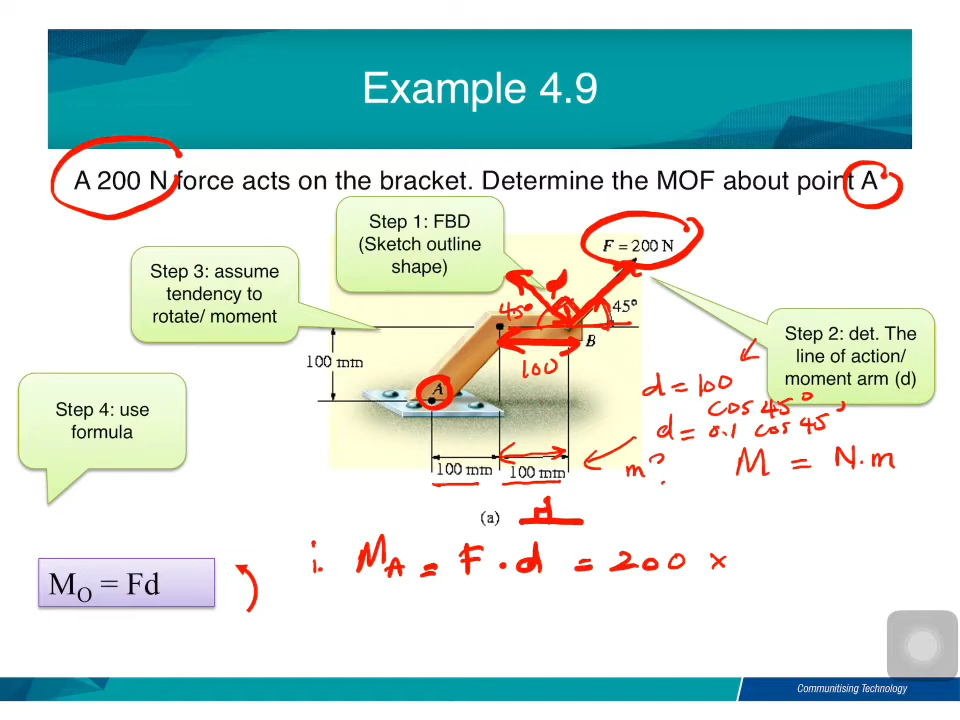 Example 4.9
A 200 N force acts on the bracket. Determine the MOF about point A
Step 1: FBD
(Sketch outline
shape)
Step 3: assume
tendency to
rotate/ moment
F = 200 N
45°
45°
B
100
100 mm
A
Step 2: det. The
line of action/
moment arm (d)
Step 4: use
formula
d = 100
cos 45°
d = 0.1 cos 45°
100 mm
100 mm
m?
M = N.m
(a)
i. MA = F . d = 200 ×
MO = Fd
Communitising Technology